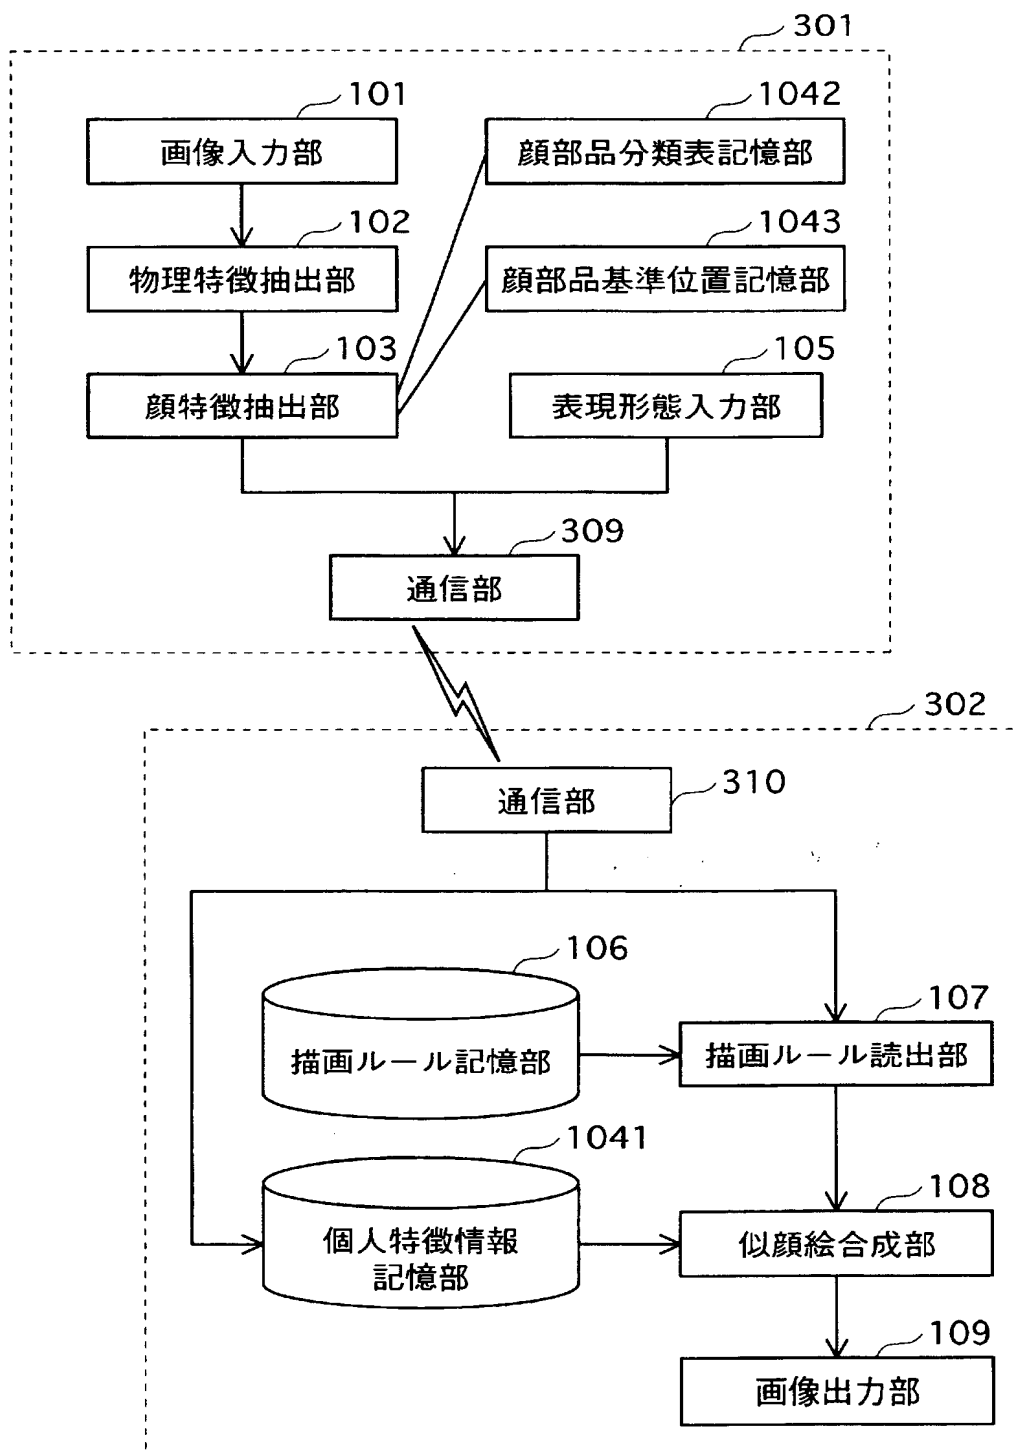 301
101
画像入力部
1042
顔部品分類表記憶部
102
物理特徴抽出部
1043
顔部品基準位置記憶部
103
顔特徴抽出部
105
表現形態入力部
309
通信部
302
310
通信部
106
描画ルール記憶部
107
描画ルール読出部
1041
個人特徴情報
記憶部
108
似顔絵合成部
109
画像出力部